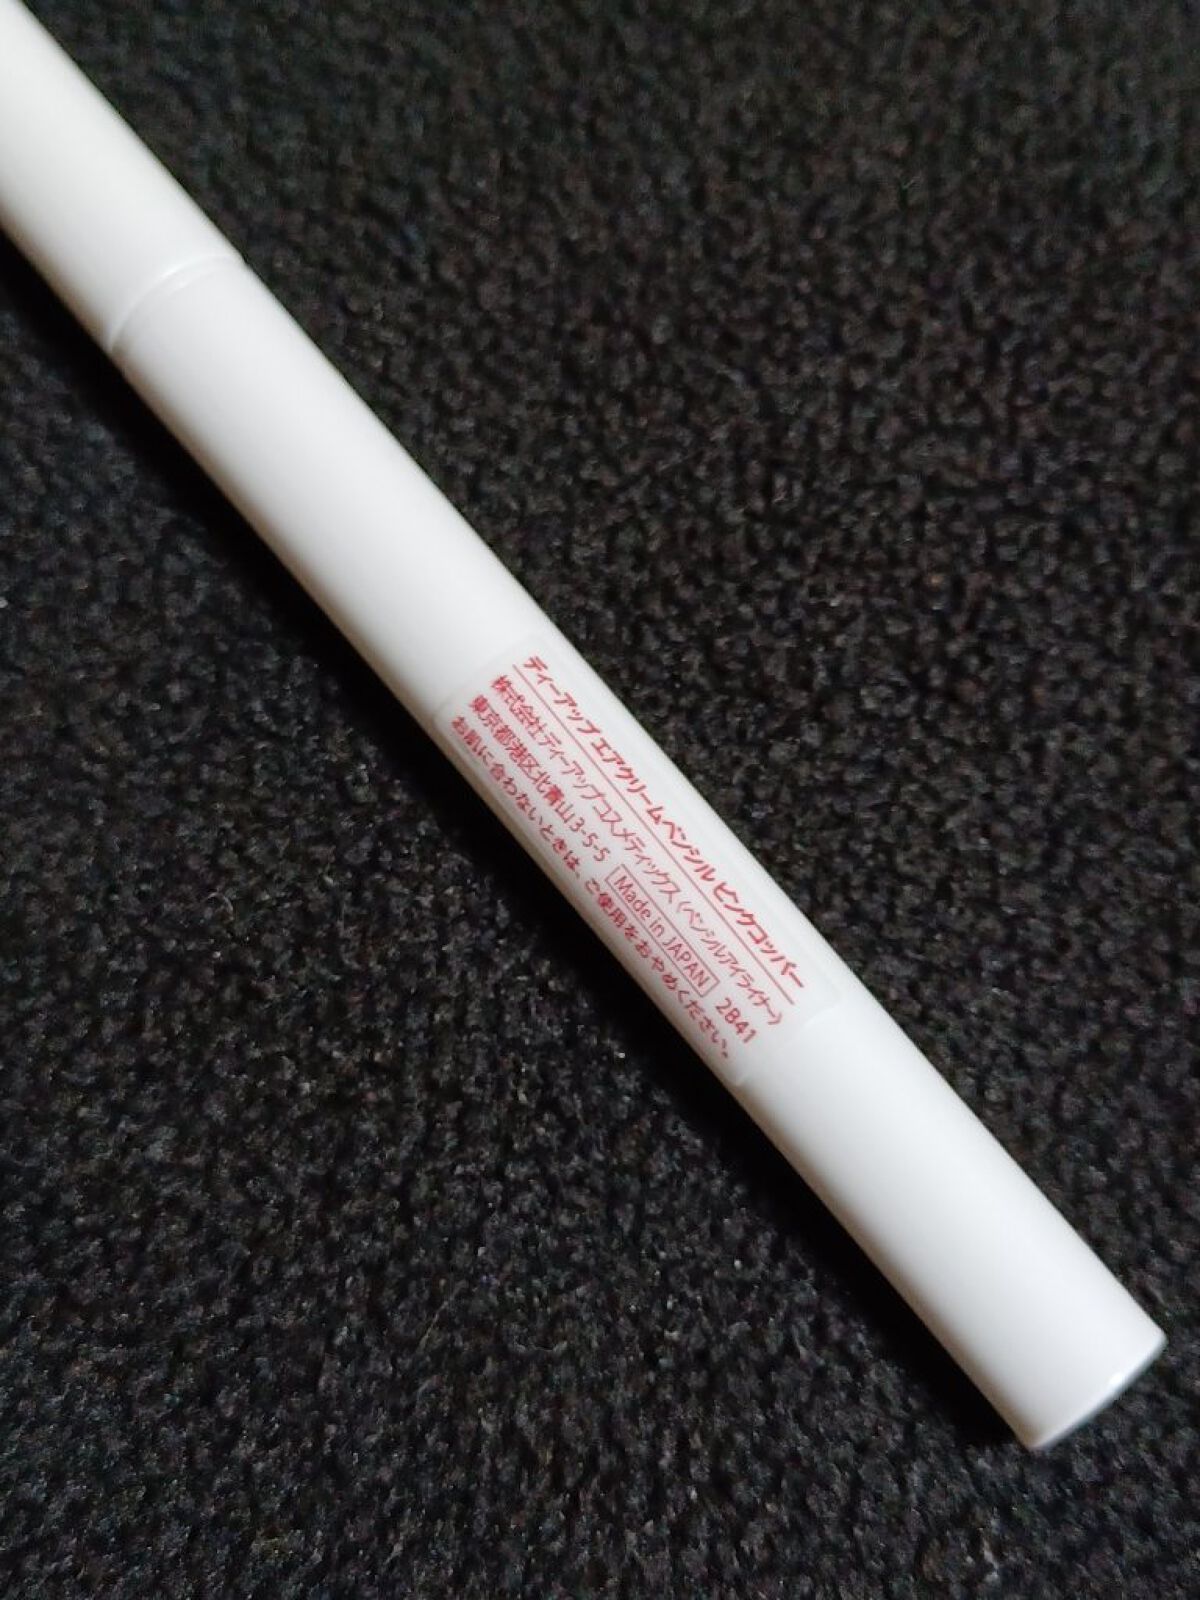 ディーアップ エアクリームペンシル ピンクコッパー
株式会社ディーアップコスメティックス (ペンシルアイライナー)
東京都港区北青山3-5-5 Made in JAPAN 2B41
お肌に合わないときは、ご使用をおやめください。